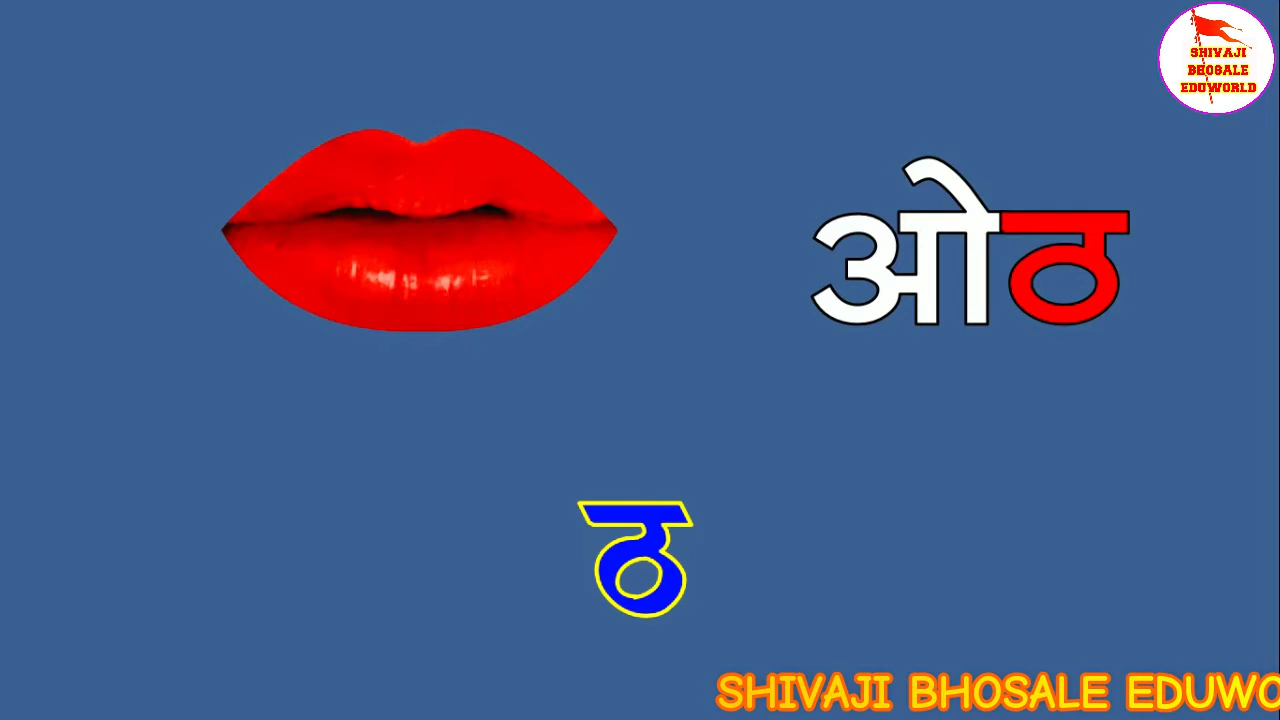 SHIVAJI
BHOSALE
EDUWORLD
ओठ
ठ
SHIVAJI BHOSALE EDUWO